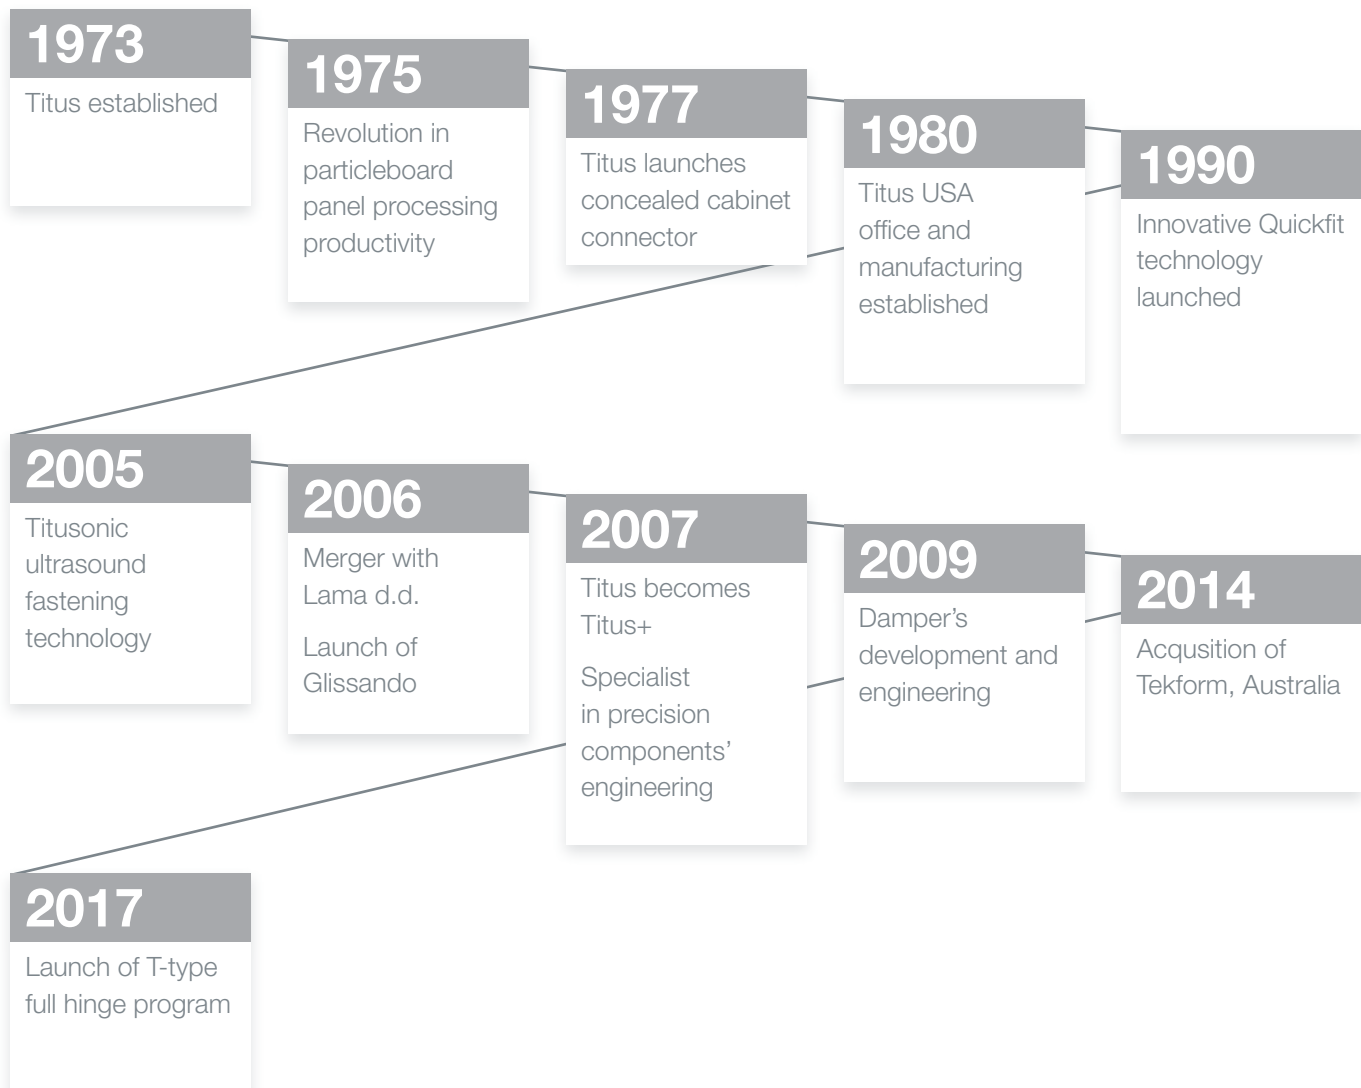 1973
Titus established
1975
Revolution in
particleboard
panel processing
productivity
1977
Titus launches
concealed cabinet
connector
1980
Titus USA
office and
manufacturing
established
1990
Innovative Quickfit
technology
launched
2005
Titusonic
ultrasound
fastening
technology
2006
Merger with
Lama d.d.
Launch of
Glissando
2007
Titus becomes
Titus+
Specialist
in precision
components’
engineering
2009
Damper’s
development and
engineering
2014
Acqusition of
Tekform, Australia
2017
Launch of T-type
full hinge program